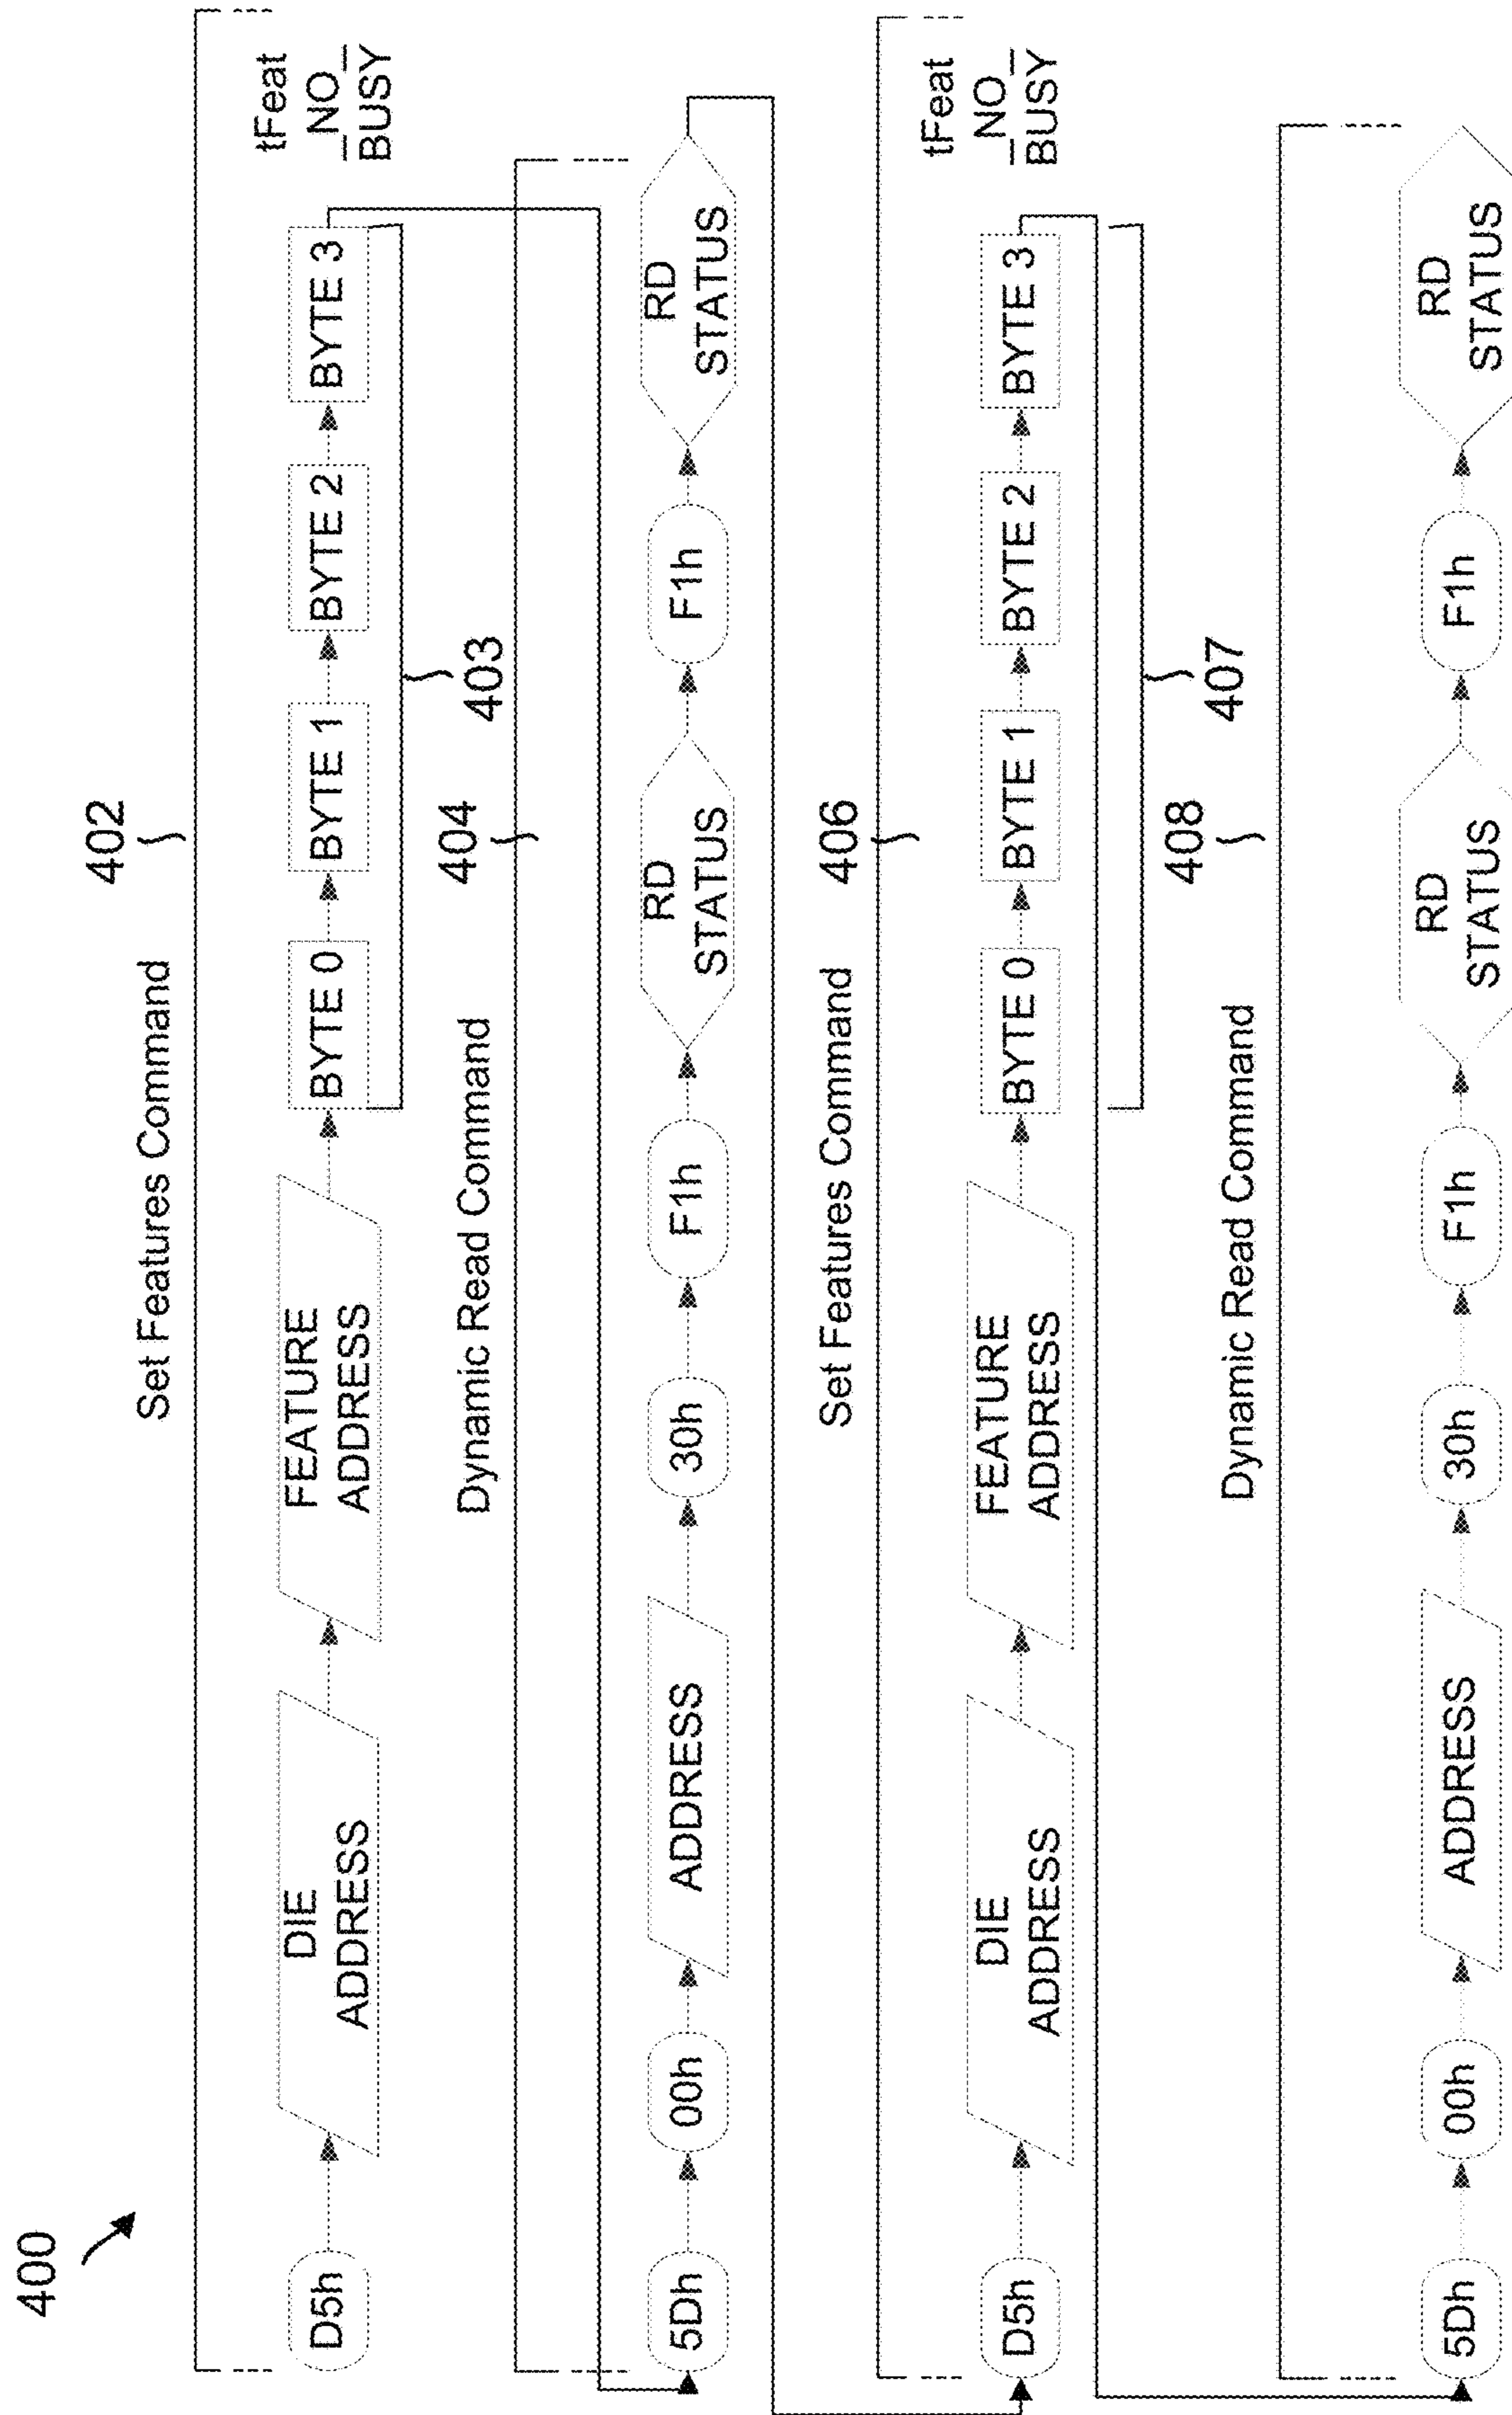 400
Set Features Command
402
D5h
DIE
ADDRESS
FEATURE
ADDRESS
BYTE 0
BYTE 1
BYTE 2
BYTE 3
tFeat
_NO_
BUSY
403
Dynamic Read Command
404
5Dh
00h
ADDRESS
30h
F1h
RD
STATUS
F1h
RD
STATUS
Set Features Command
406
D5h
DIE
ADDRESS
FEATURE
ADDRESS
BYTE 0
BYTE 1
BYTE 2
BYTE 3
tFeat
_NO_
BUSY
407
Dynamic Read Command
408
5Dh
00h
ADDRESS
30h
F1h
RD
STATUS
F1h
RD
STATUS